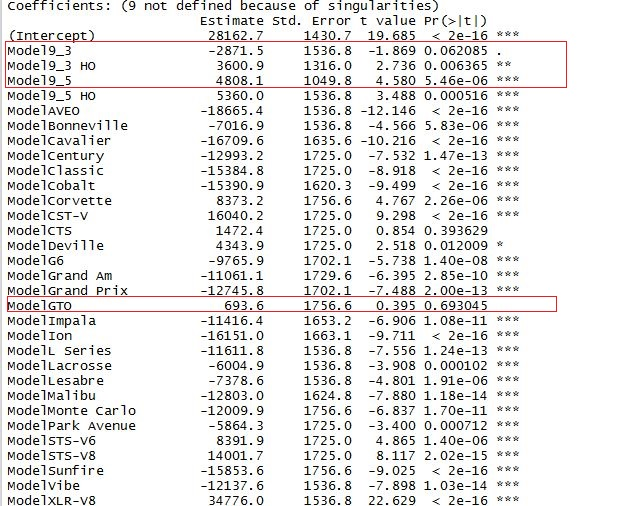 Coefficients: (9 not defined because of singularities)
Estimate Std. Error t value Pr(>|t|)
(Intercept) 28162.7 1430.7 19.685 < 2e-16 ***
Model9_3 -2871.5 1536.8 -1.869 0.062085 .
Model9_3 HO 3600.9 1316.0 2.736 0.006365 **
Model9_5 4808.1 1049.8 4.580 5.46e-06 ***
Model9_5 HO 5360.0 1536.8 3.488 0.000516 ***
ModelAVEO -18665.4 1536.8 -12.146 < 2e-16 ***
ModelBonneville -7016.9 1536.8 -4.566 5.83e-06 ***
ModelCavalier -16709.6 1635.6 -10.216 < 2e-16 ***
ModelCentury -12993.2 1725.0 -7.532 1.47e-13 ***
ModelClassic -15384.8 1725.0 -8.918 < 2e-16 ***
ModelCobalt -15390.9 1620.3 -9.499 < 2e-16 ***
ModelCorvette 8373.2 1756.6 4.767 2.26e-06 ***
ModelCST-V 16040.2 1725.0 9.298 < 2e-16 ***
ModelCTS 1472.4 1725.0 0.854 0.393629
ModelDeville 4343.9 1725.0 2.518 0.012009 *
ModelG6 -9765.9 1702.1 -5.738 1.40e-08 ***
ModelGrand Am -11061.1 1729.6 -6.395 2.85e-10 ***
ModelGrand Prix -12745.8 1702.1 -7.488 2.00e-13 ***
ModelGTO 693.6 1756.6 0.395 0.693045
ModelImpala -11416.4 1653.2 -6.906 1.08e-11 ***
ModelIon -16151.0 1663.1 -9.711 < 2e-16 ***
ModelL Series -11611.8 1536.8 -7.556 1.24e-13 ***
ModelLacrosse -6004.9 1536.8 -3.908 0.000102 ***
ModelLesabre -7378.6 1536.8 -4.801 1.91e-06 ***
ModelMalibu -12803.0 1624.8 -7.880 1.18e-14 ***
ModelMonte Carlo -12009.9 1756.6 -6.837 1.70e-11 ***
ModelPark Avenue -5864.3 1725.0 -3.400 0.000712 ***
ModelSTS-V6 8391.9 1725.0 4.865 1.40e-06 ***
ModelSTS-V8 14001.7 1725.0 8.117 2.02e-15 ***
ModelSunfire -15853.6 1756.6 -9.025 < 2e-16 ***
ModelVibe -12137.6 1536.8 -7.898 1.03e-14 ***
ModelXLR-V8 34776.0 1536.8 22.629 < 2e-16 ***